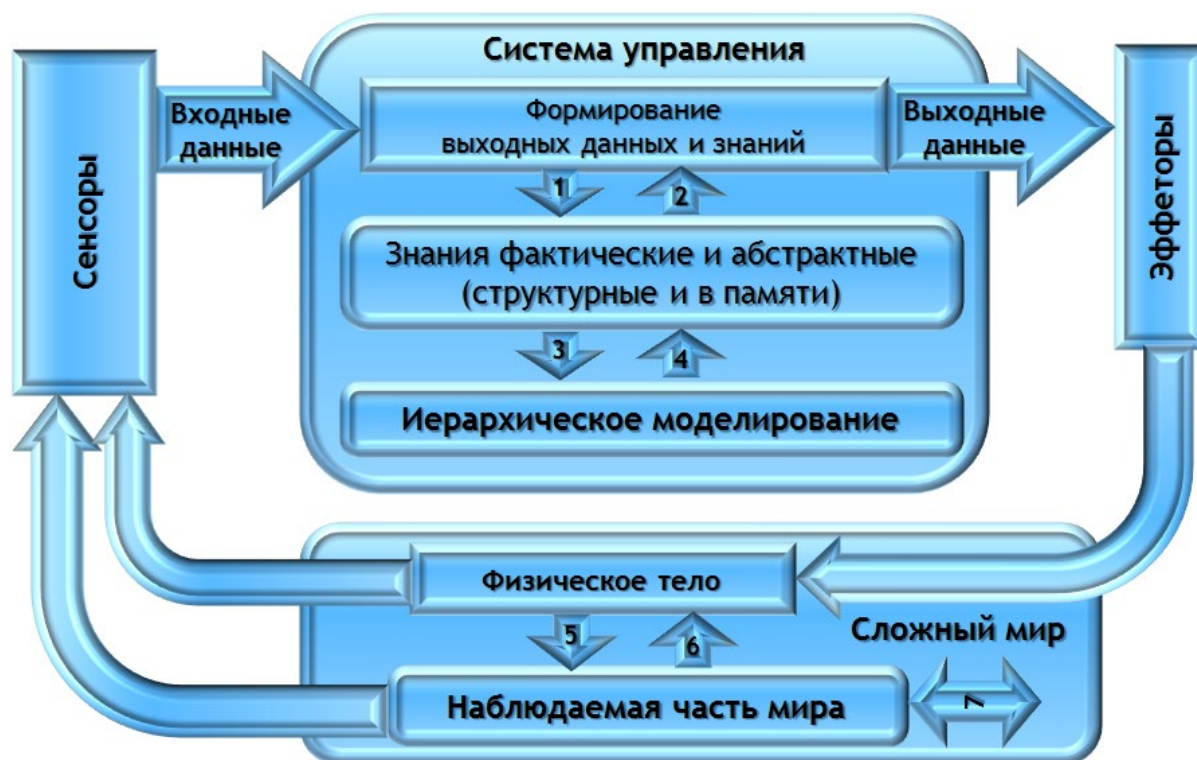 Система управления
Сенсоры
Входные
данные
Формирование
выходных данных и знаний
Выходные
данные
Эффеторы
1
2
Знания фактические и абстрактные
(структурные и в памяти)
3
4
Иерархическое моделирование
Физическое тело
5
6
Сложный мир
Наблюдаемая часть мира
7